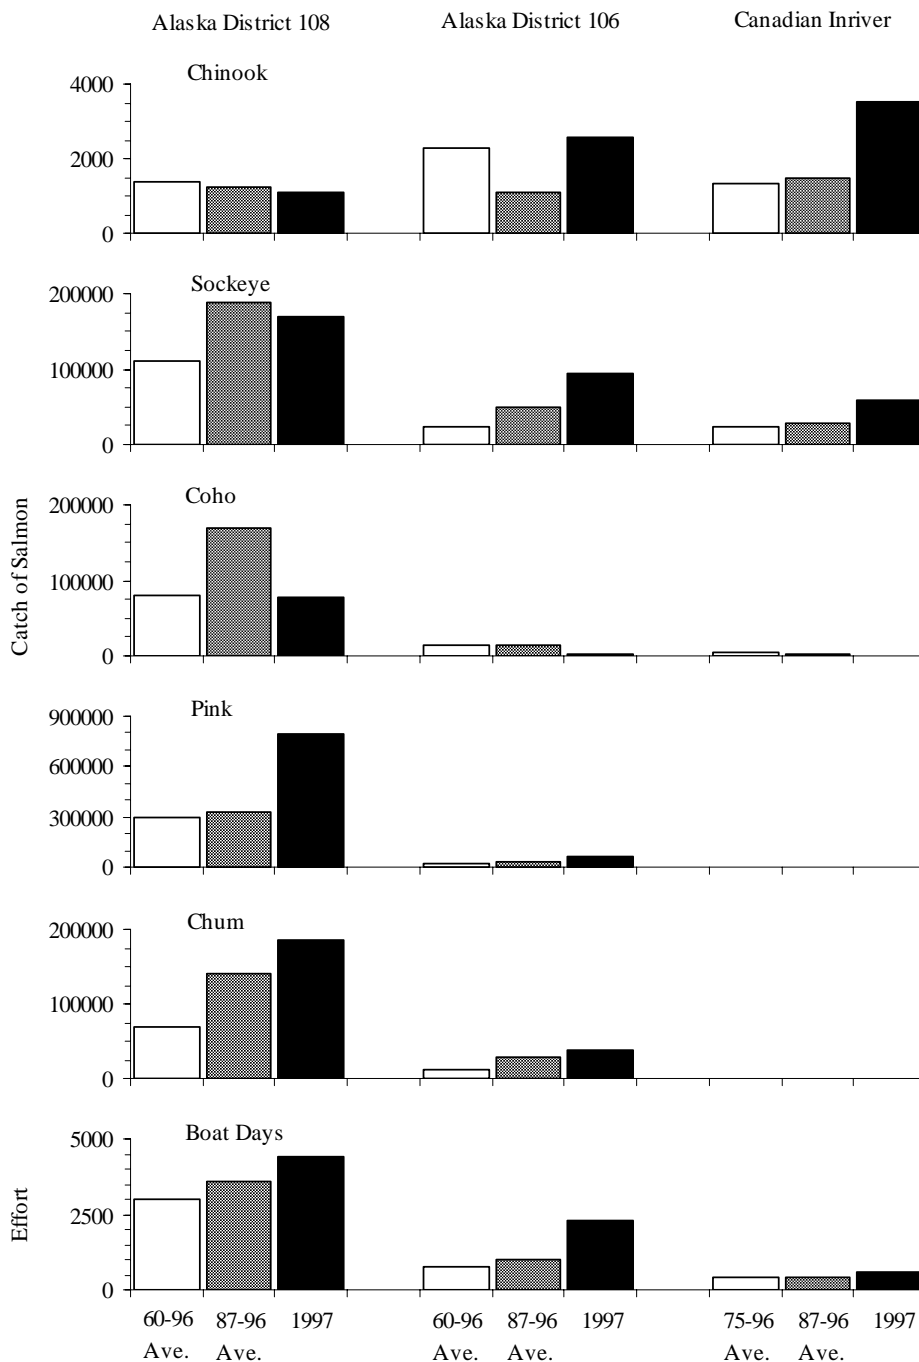 Alaska District 108 Alaska District 106 Canadian Inriver
Chinook
4000
2000
0
Sockeye
200000
100000
0
Coho
200000
100000
0
Catch of Salmon
Pink
900000
600000
300000
0
Chum
200000
100000
0
Boat Days
5000
2500
0
Effort
60-96 87-96 1997 60-96 87-96 1997 75-96 87-96 1997
Ave. Ave. Ave. Ave. Ave. Ave.